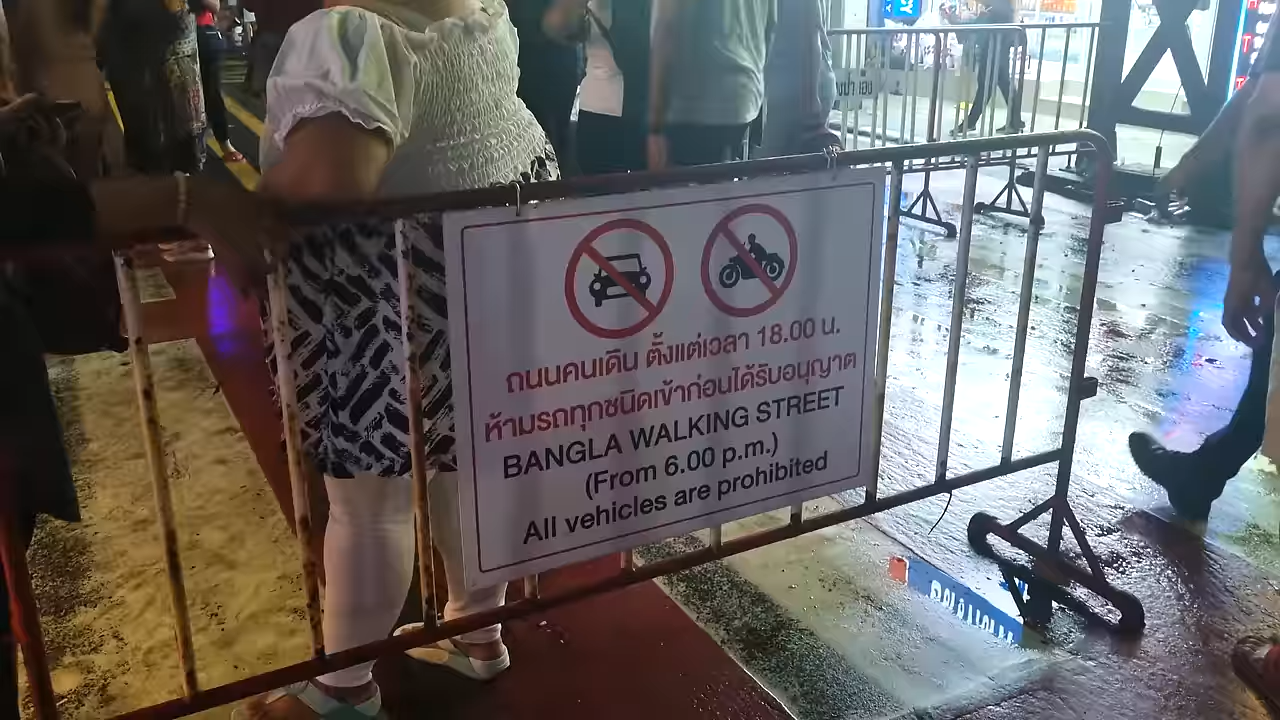 ถนนคนเดิน ตั้งแต่เวลา 18.00 น.
ห้ามรถทุกชนิดเข้าก่อนได้รับอนุญาต
BANGLA WALKING STREET
(From 6.00 p.m.)
All vehicles are prohibited